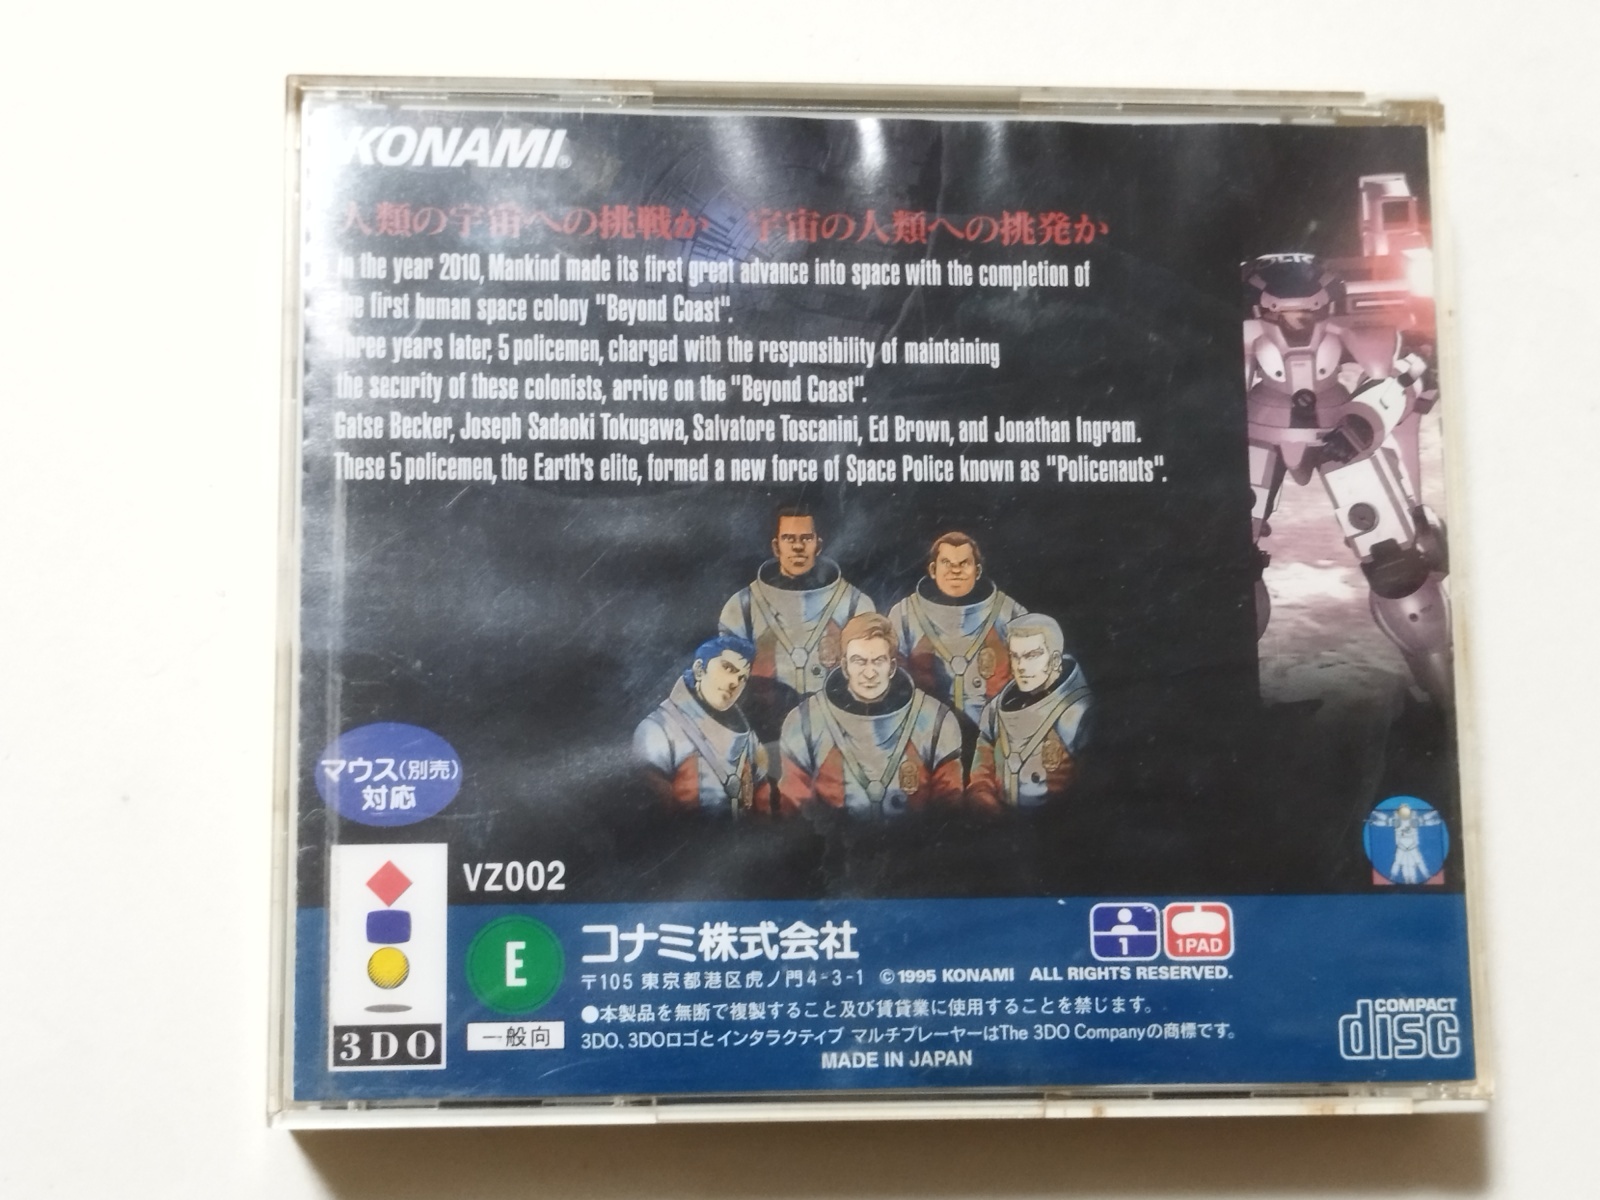 KONAMI®
人類の宇宙への挑戦か 宇宙の人類への挑発か
In the year 2010, Mankind made its first great advance into space with the completion of
the first human space colony "Beyond Coast".
Three years later, 5 policemen, charged with the responsibility of maintaining
the security of these colonists, arrive on the "Beyond Coast".
Gatse Becker, Joseph Sadaoki Tokugawa, Salvatore Toscanini, Ed Brown, and Jonathan Ingram.
These 5 policemen, the Earth's elite, formed a new force of Space Police known as "Policenauts".
マウス(別売)
対応
VZ002
3DO
E
一般向
コナミ株式会社
〒105 東京都港区虎ノ門4-3-1 ©1995 KONAMI ALL RIGHTS RESERVED.
●本製品を無断で複製すること及び賃貸業に使用することを禁じます。
3DO、3DOロゴとインタラクティブ マルチプレーヤーはThe 3DO Companyの商標です。
MADE IN JAPAN
1
1PAD
COMPACT
disc